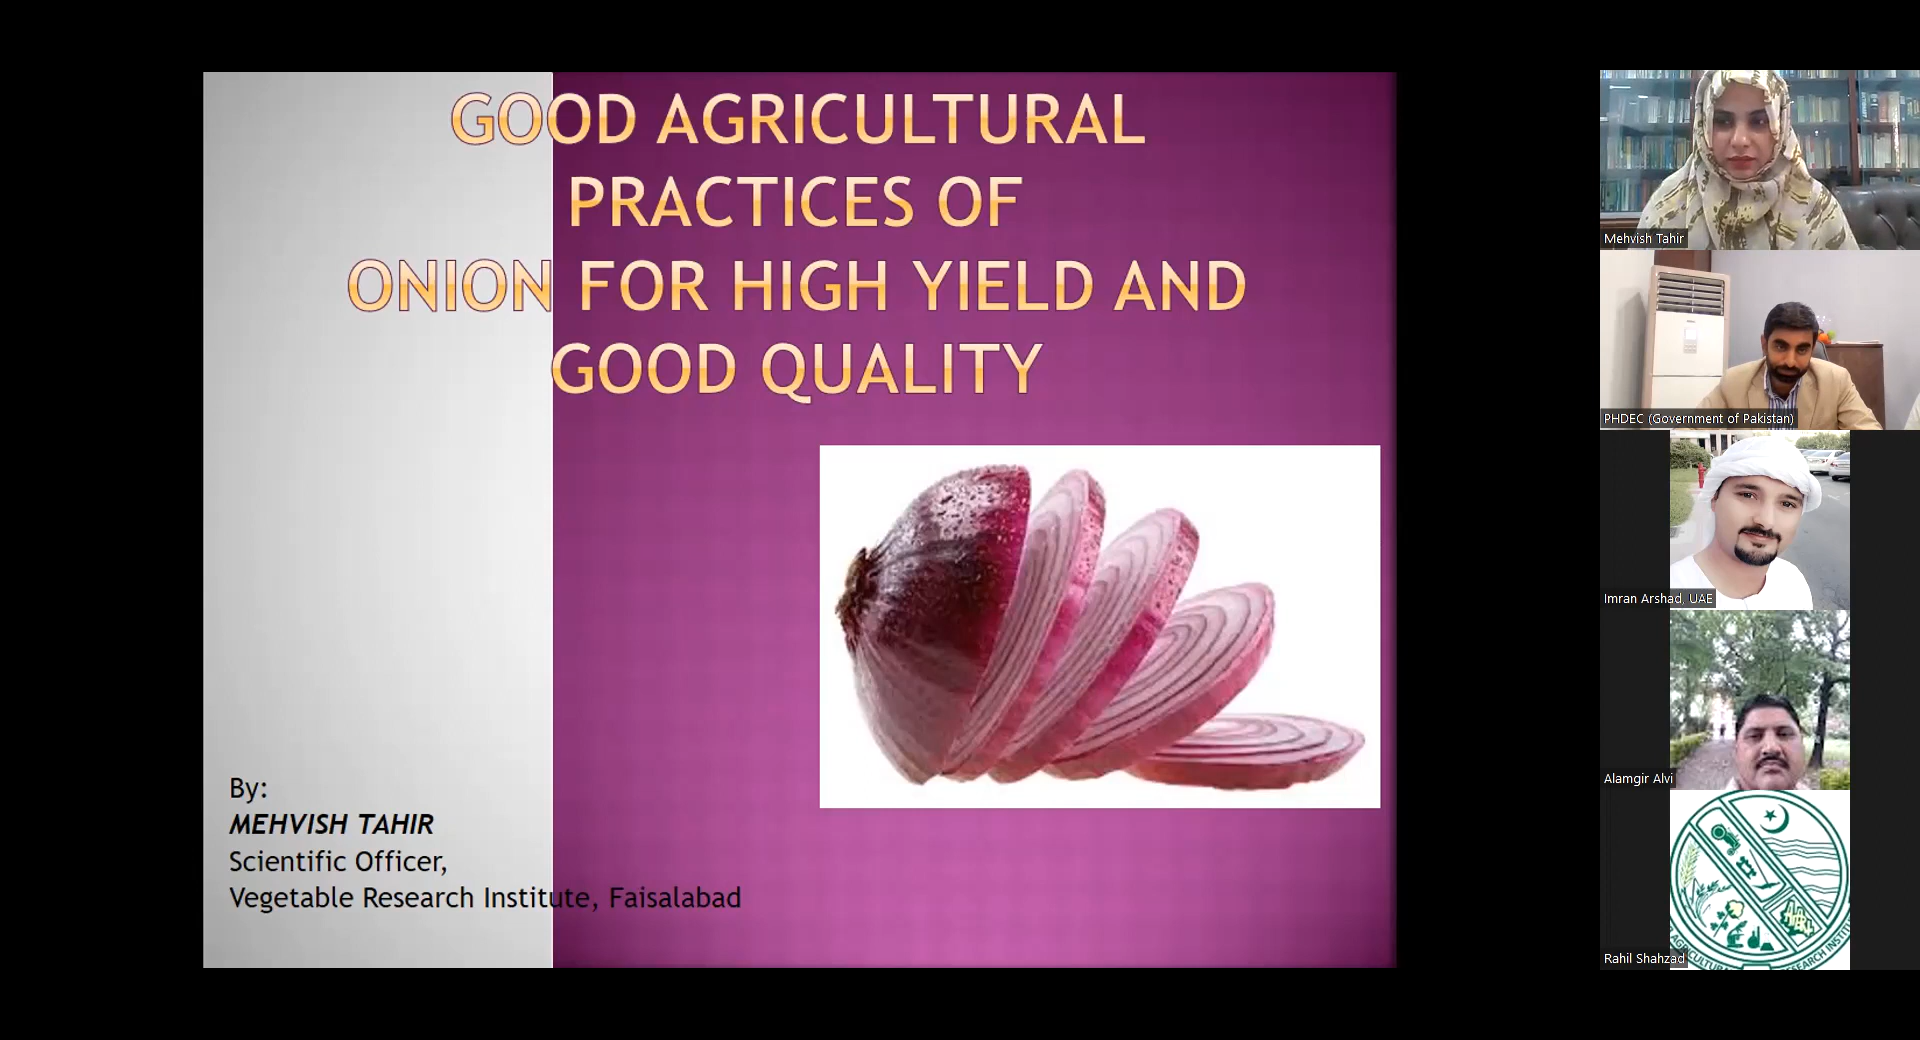 GOOD AGRICULTURAL
PRACTICES OF
ONION FOR HIGH YIELD AND
GOOD QUALITY
By:
MEHVISH TAHIR
Scientific Officer,
Vegetable Research Institute, Faisalabad
Mehvish Tahir
PHDEC (Government of Pakistan)
Imran Arshad, UAE
Alamgir Alvi
Rahil Shahzad